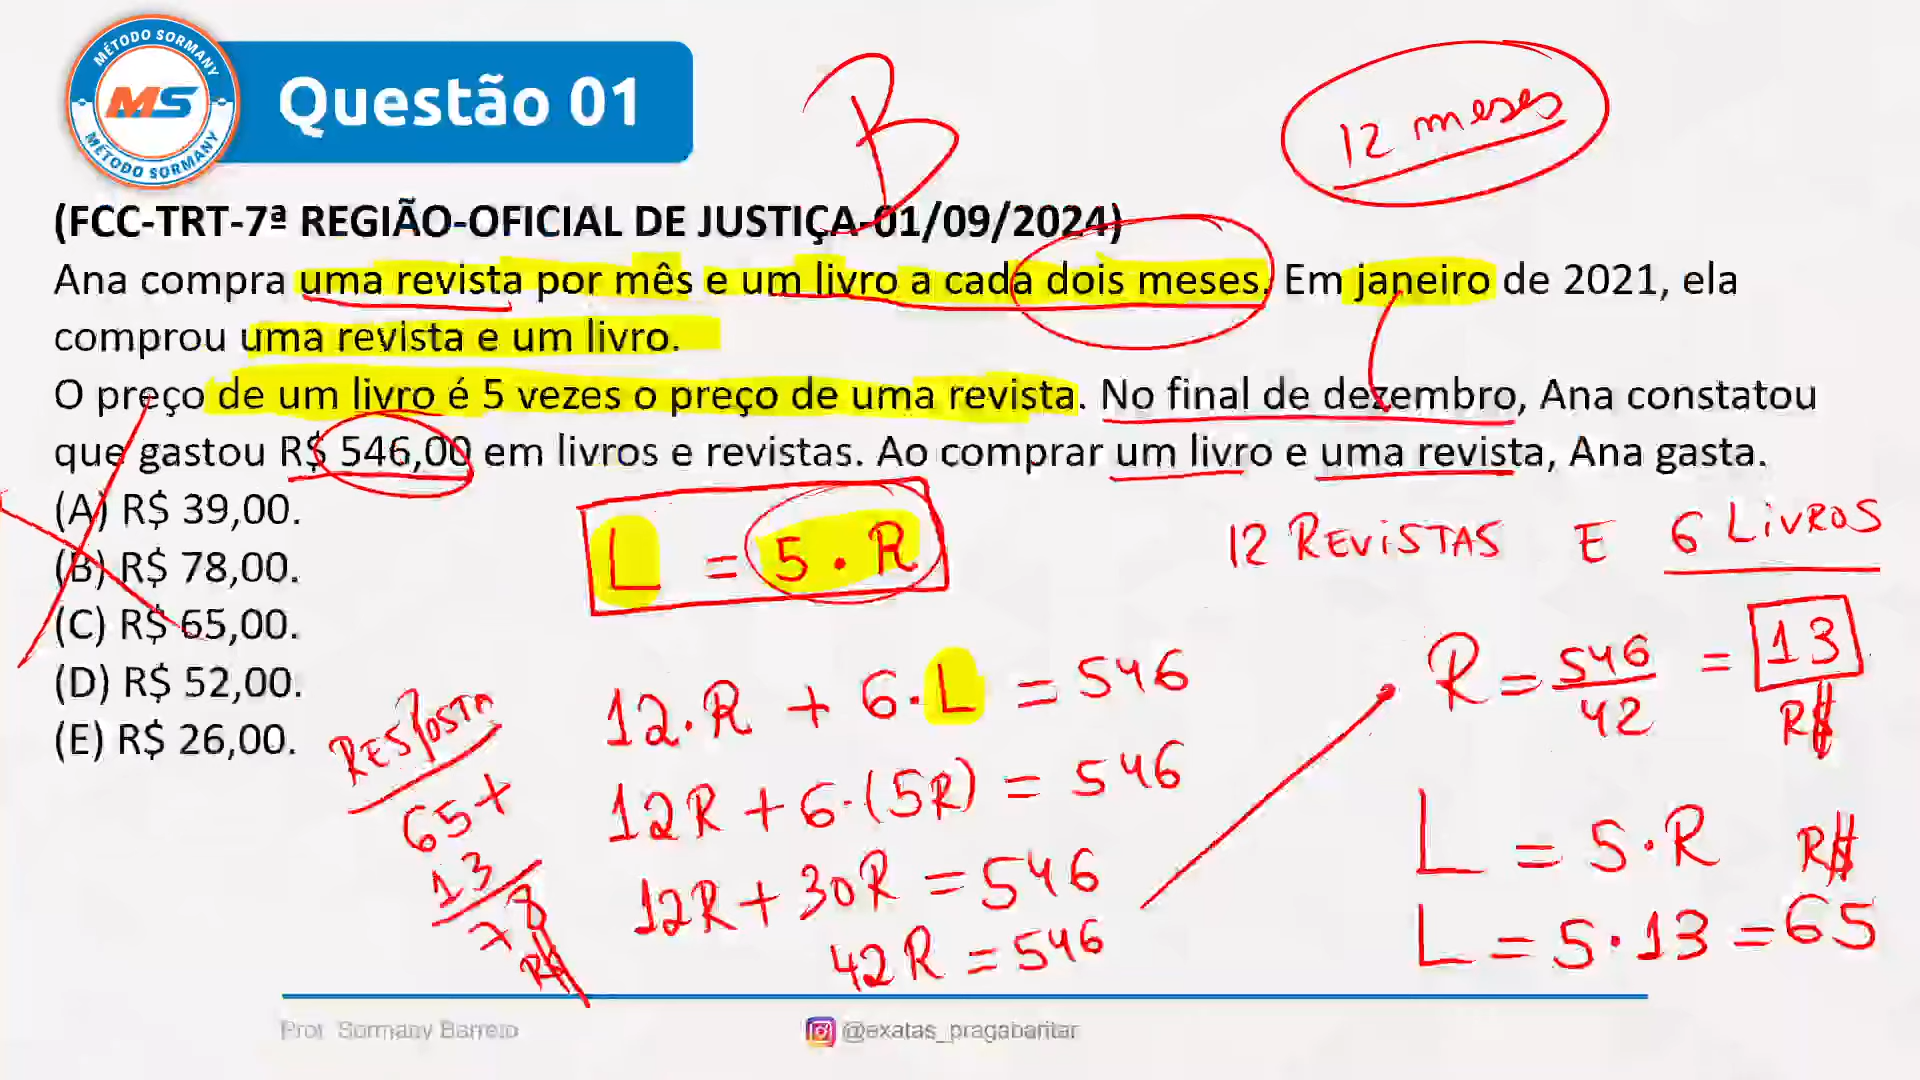 MÉTODO SORMANY
MS
MÉTODO SORMANY
Questão 01
B
12 meses
(FCC-TRT-7ª REGIÃO-OFICIAL DE JUSTIÇA-01/09/2024)
Ana compra uma revista por mês e um livro a cada dois meses. Em janeiro de 2021, ela
comprou uma revista e um livro.
O preço de um livro é 5 vezes o preço de uma revista. No final de dezembro, Ana constatou
que gastou R$ 546,00 em livros e revistas. Ao comprar um livro e uma revista, Ana gasta.
(A) R$ 39,00.
(B) R$ 78,00.
(C) R$ 65,00.
(D) R$ 52,00.
(E) R$ 26,00.
L = 5 . R
12 REVISTAS E 6 LIVROS
12.R + 6.L = 546
12R + 6.(5R) = 546
12R + 30R = 546
42R = 546
R = 546/42 = 13
R$
L = 5.R R$
L = 5.13 = 65
RESPOSTA
65+
13
78
R$
Prof. Sormany Barreto
@exatas_pragabaritar